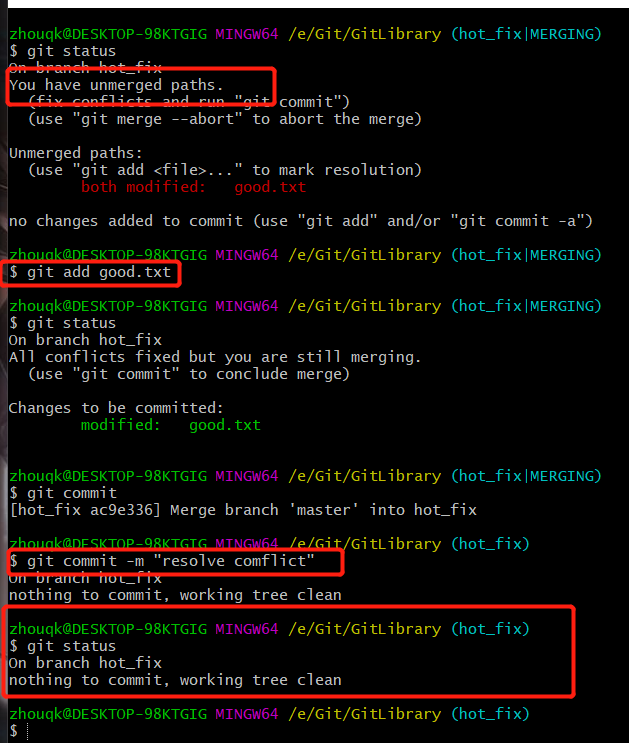 zhouqk@DESKTOP-98KTGIG MINGW64 /e/Git/GitLibrary (hot_fix|MERGING)
$ git status
On branch hot_fix
You have unmerged paths.
  (fix conflicts and run "git commit")
  (use "git merge --abort" to abort the merge)

Unmerged paths:
  (use "git add <file>..." to mark resolution)
        both modified:   good.txt

no changes added to commit (use "git add" and/or "git commit -a")

zhouqk@DESKTOP-98KTGIG MINGW64 /e/Git/GitLibrary (hot_fix|MERGING)
$ git add good.txt

zhouqk@DESKTOP-98KTGIG MINGW64 /e/Git/GitLibrary (hot_fix|MERGING)
$ git status
On branch hot_fix
All conflicts fixed but you are still merging.
  (use "git commit" to conclude merge)

Changes to be committed:
        modified:   good.txt

zhouqk@DESKTOP-98KTGIG MINGW64 /e/Git/GitLibrary (hot_fix|MERGING)
$ git commit
[hot_fix ac9e336] Merge branch 'master' into hot_fix

zhouqk@DESKTOP-98KTGIG MINGW64 /e/Git/GitLibrary (hot_fix)
$ git commit -m "resolve comflict"
On branch hot_fix
nothing to commit, working tree clean

zhouqk@DESKTOP-98KTGIG MINGW64 /e/Git/GitLibrary (hot_fix)
$ git status
On branch hot_fix
nothing to commit, working tree clean

zhouqk@DESKTOP-98KTGIG MINGW64 /e/Git/GitLibrary (hot_fix)
$